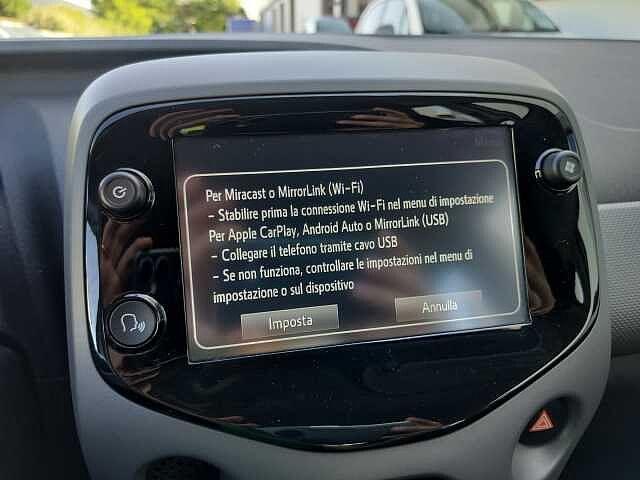 Per Miracast o MirrorLink (Wi-Fi)
- Stabilire prima la connessione Wi-Fi nel menu di impostazione
Per Apple CarPlay, Android Auto o MirrorLink (USB)
- Collegare il telefono tramite cavo USB
- Se non funziona, controllare le impostazioni nel menu di
impostazione o sul dispositivo
Imposta
Annulla